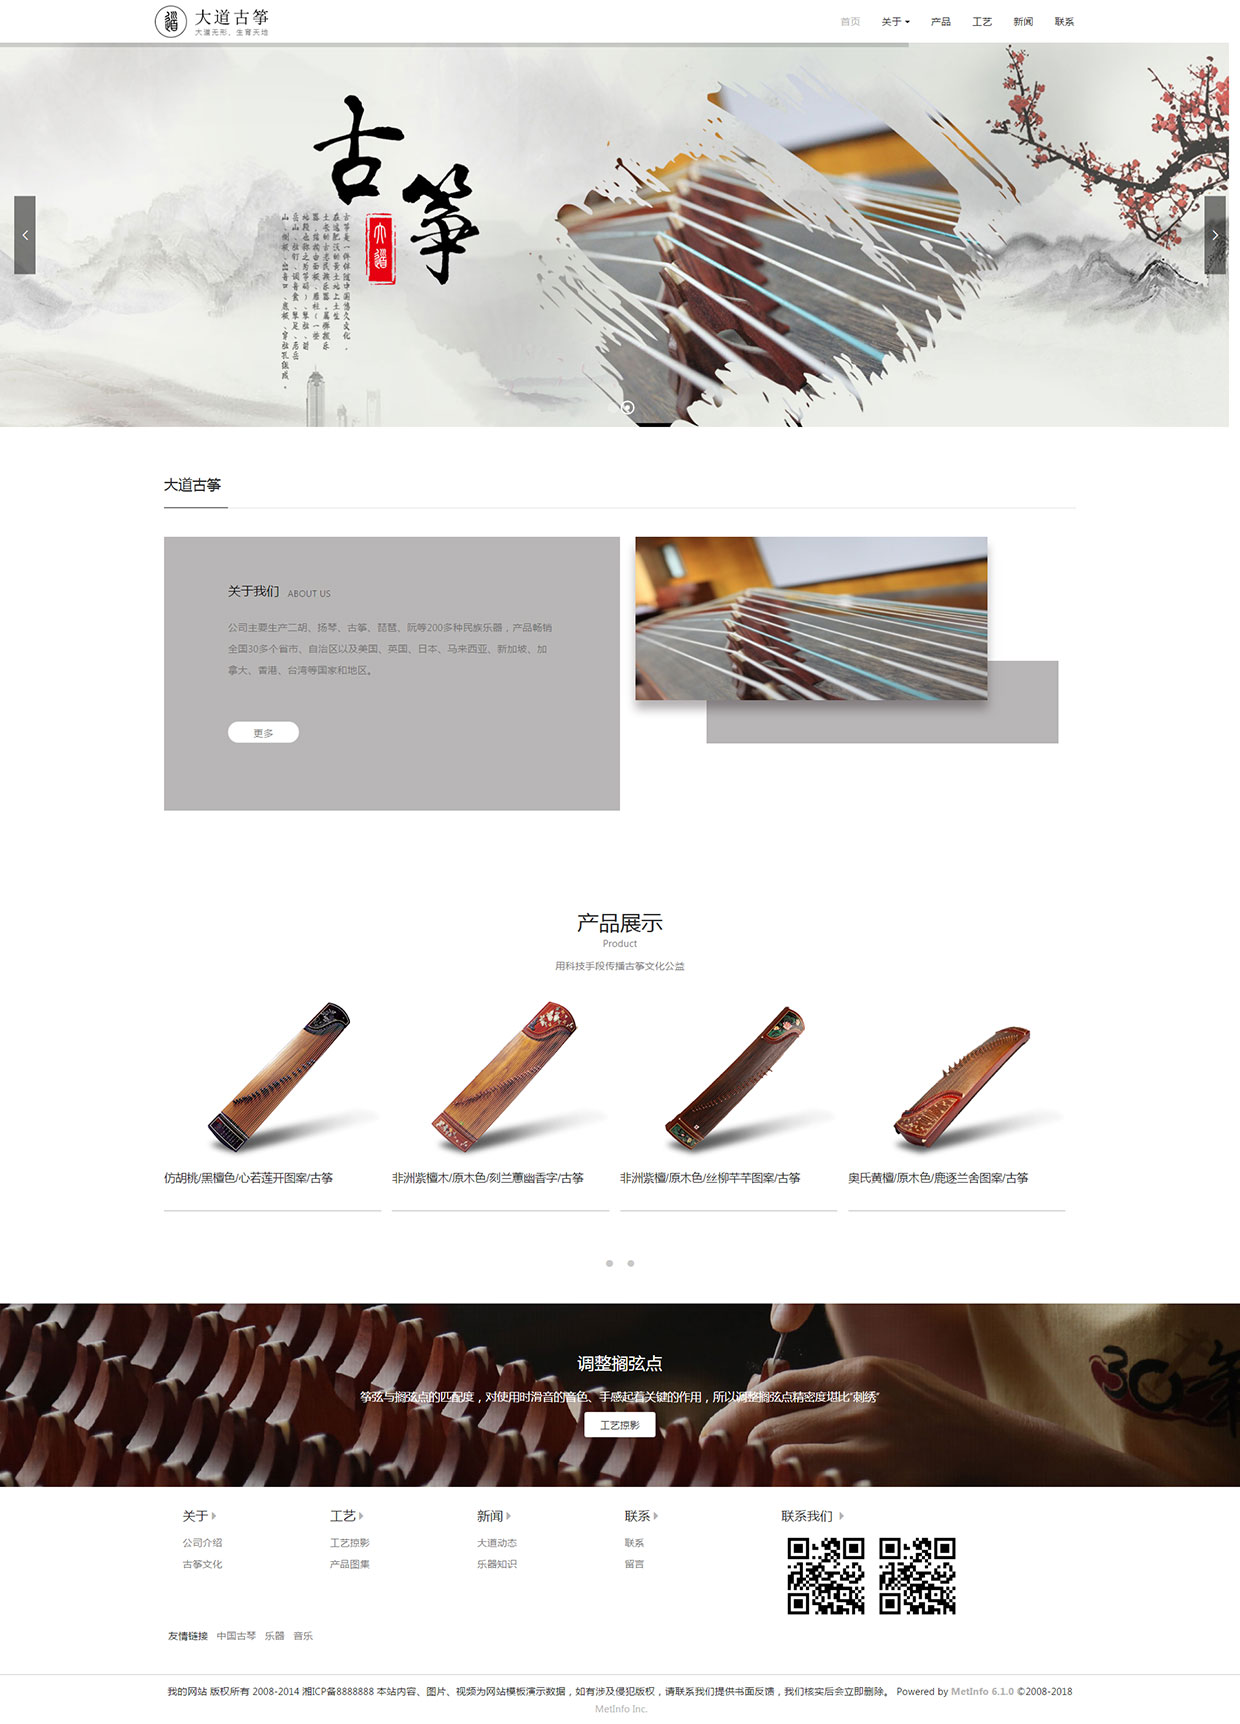 大道古筝
大道无形、生育天地
首页 关于 产品 工艺 新闻 联系
古筝
大道
大道古筝
关于我们 ABOUT US
公司主要生产二胡、扬琴、古筝、琵琶、阮等200多种民族乐器，产品畅销
全国30多个省市、自治区以及美国、英国、日本、马来西亚、新加坡、加
拿大、香港、台湾等国家和地区。
更多
产品展示
Product
用科技手段传播古筝文化公益
仿胡桃/黑檀色/心若莲开图案/古筝
非洲紫檀木/原木色/刻兰蕙幽香字/古筝
非洲紫檀/原木色/丝柳芊芊图案/古筝
奥氏黄檀/原木色/鹿逐兰舍图案/古筝
调整搁弦点
筝弦与搁弦点的匹配度，对使用时滑音的音色、手感起着关键的作用，所以调整搁弦点精密度堪比“刺绣”
工艺掠影
关于 工艺 新闻 联系 联系我们
公司介绍 工艺掠影 大道动态 联系
古筝文化 产品图集 乐器知识 留言
友情链接 中国古琴 乐器 音乐
我的网站 版权所有 2008-2014 湘ICP备8888888 本站内容、图片、视频为网站模板演示数据，如有涉及侵犯版权，请联系我们提供书面反馈，我们核实后会立即删除。 Powered by MetInfo 6.1.0 ©2008-2018
MetInfo Inc.